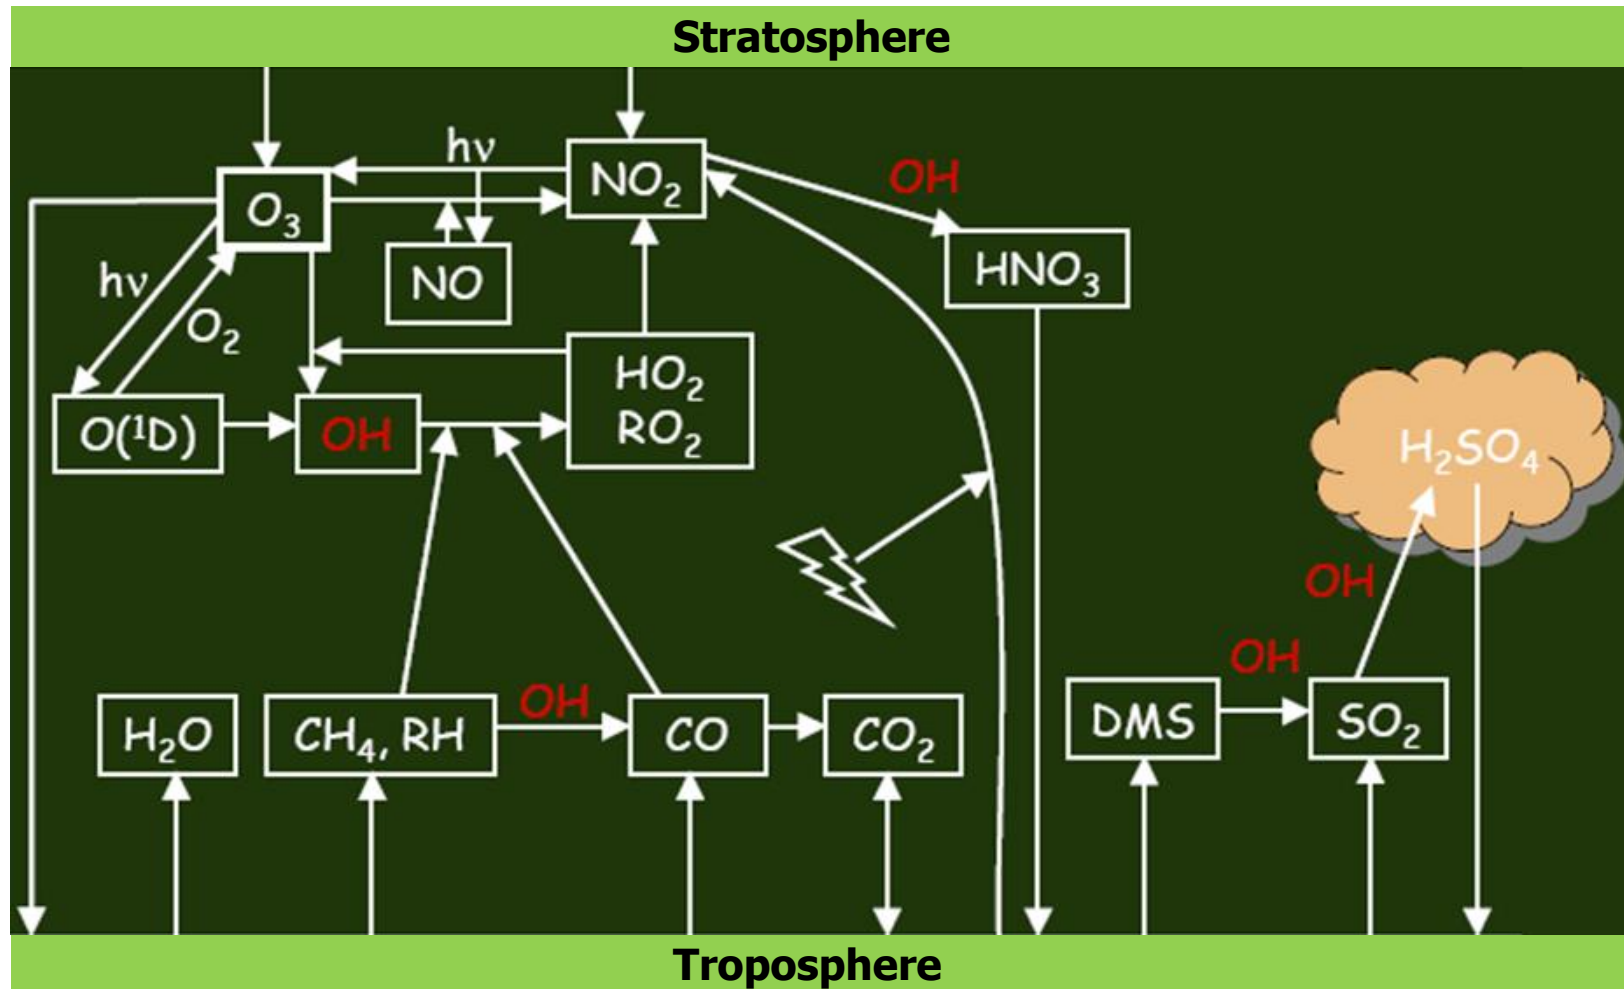 Stratosphere
hν
NO₂
OH
O₃
HNO₃
hν
NO
O₂
HO₂
RO₂
O(¹D)
OH
H₂SO₄
OH
OH
OH
H₂O
CH₄, RH
CO
CO₂
DMS
SO₂
Troposphere